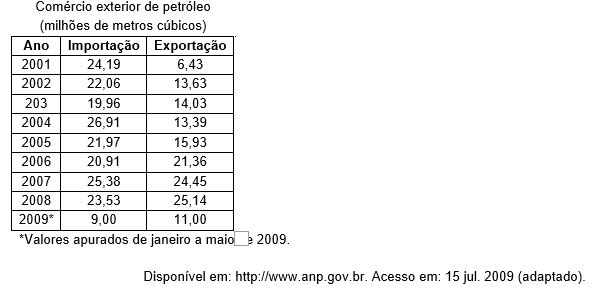 Comércio exterior de petróleo
(milhões de metros cúbicos)
Ano Importação Exportação
2001 24,19 6,43
2002 22,06 13,63
203 19,96 14,03
2004 26,91 13,39
2005 21,97 15,93
2006 20,91 21,36
2007 25,38 24,45
2008 23,53 25,14
2009* 9,00 11,00
*Valores apurados de janeiro a maio e 2009.
Disponível em: http://www.anp.gov.br. Acesso em: 15 jul. 2009 (adaptado).